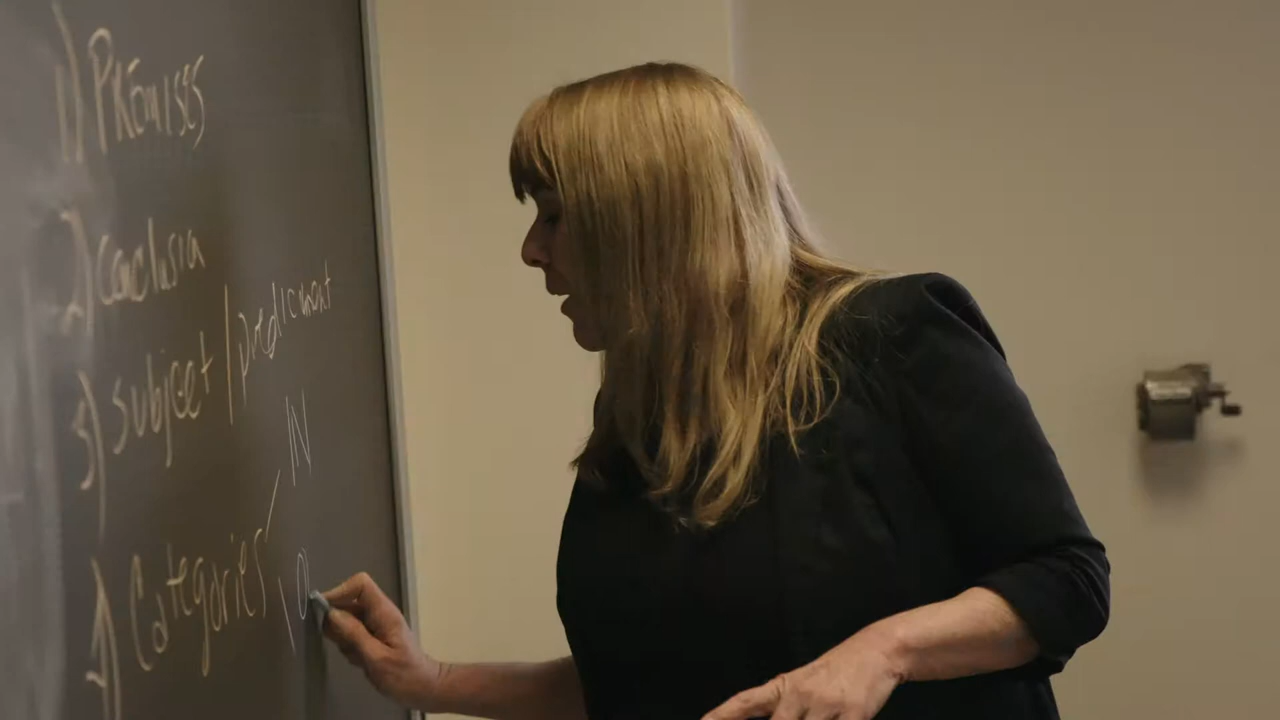 1) PREMISES
2) conclusion
3) subject / predicament
IN
4) Categories
O